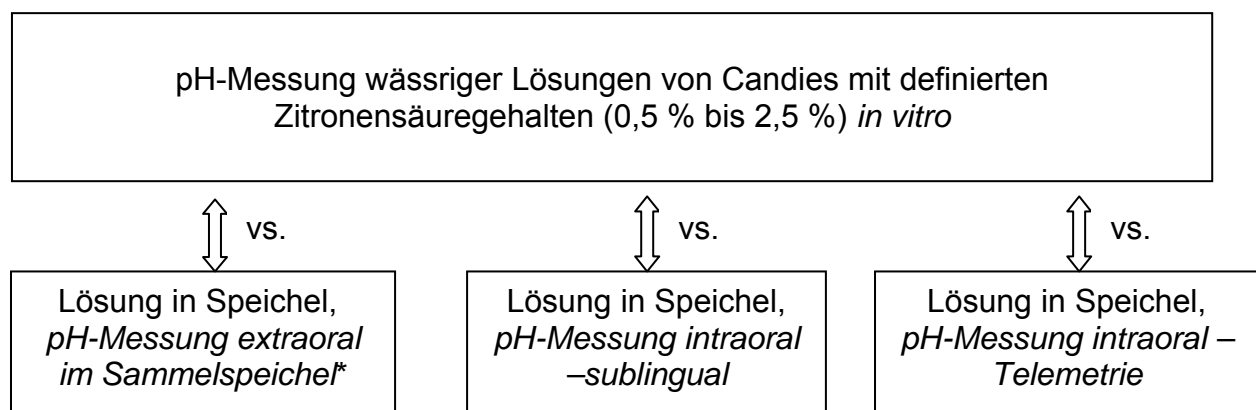 pH-Messung wässriger Lösungen von Candies mit definierten
Zitronensäuregehalten (0,5 % bis 2,5 %) in vitro
vs.
vs.
vs.
Lösung in Speichel,
pH-Messung extraoral
im Sammelspeichel*
Lösung in Speichel,
pH-Messung intraoral
–sublingual
Lösung in Speichel,
pH-Messung intraoral –
Telemetrie